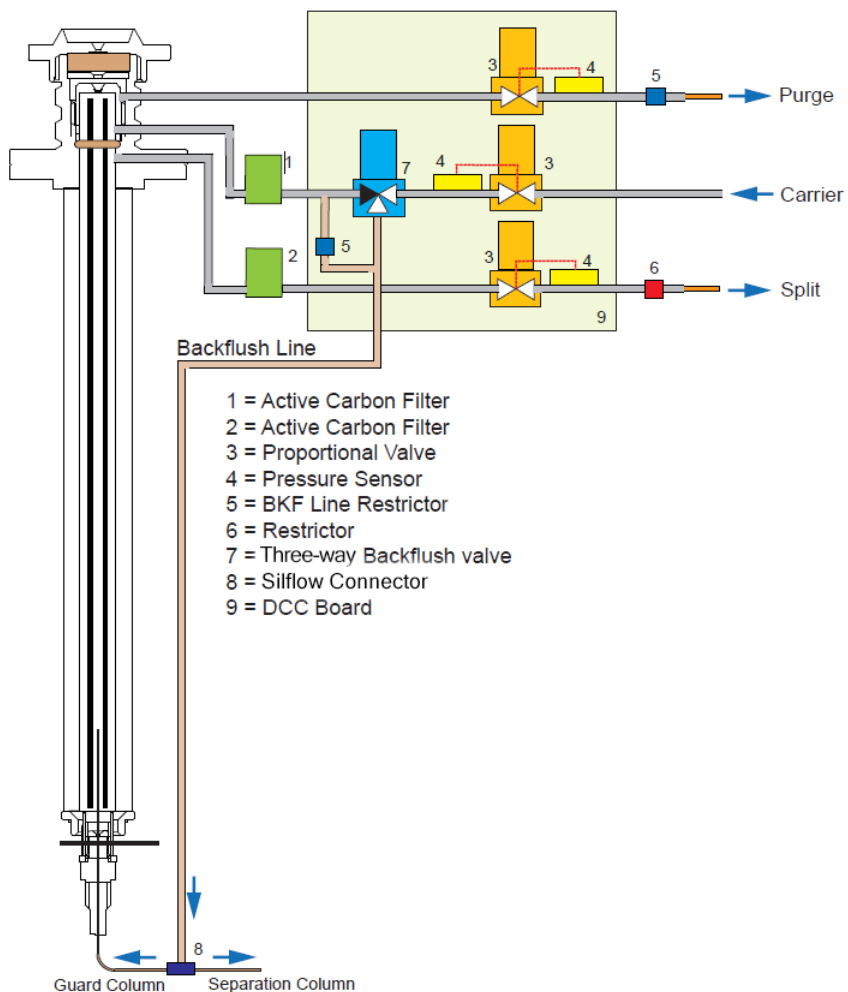 3
4
5
Purge
1
7
4
3
Carrier
5
2
3
4
6
Split
9
Backflush Line
1 = Active Carbon Filter
2 = Active Carbon Filter
3 = Proportional Valve
4 = Pressure Sensor
5 = BKF Line Restrictor
6 = Restrictor
7 = Three-way Backflush valve
8 = Silflow Connector
9 = DCC Board
8
Guard Column
Separation Column